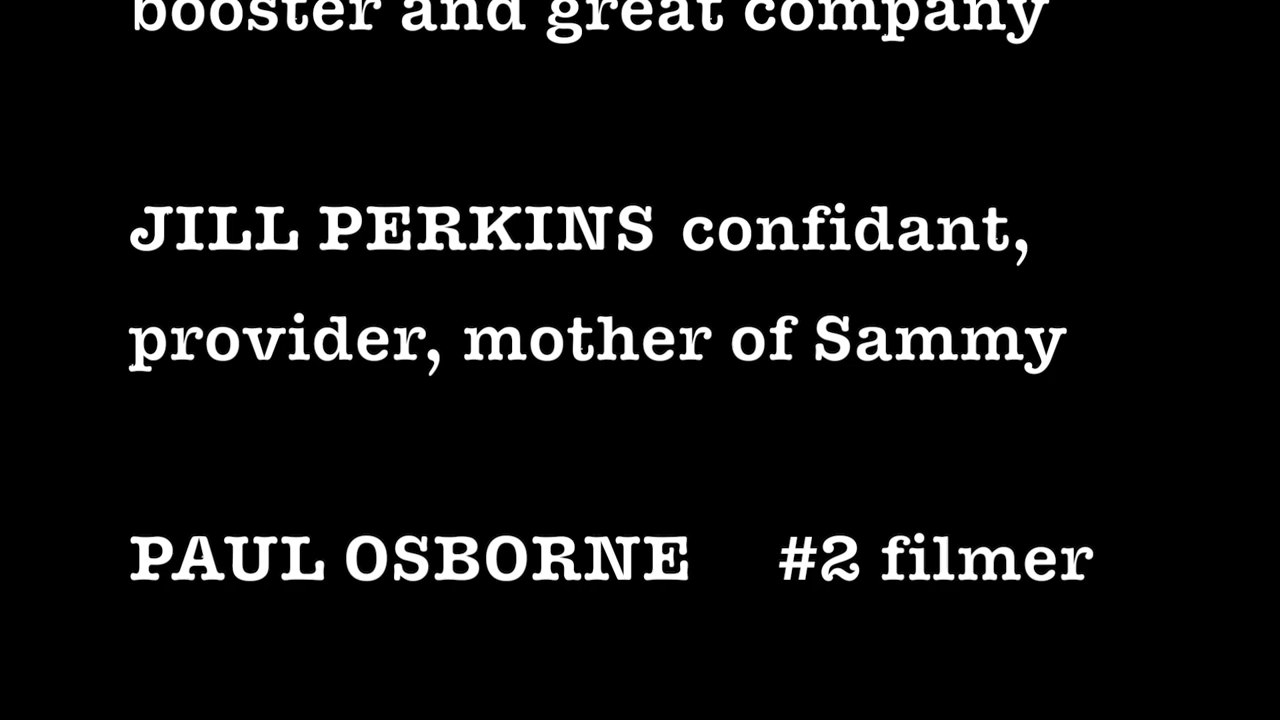 booster and great company
JILL PERKINS confidant,
provider, mother of Sammy
PAUL OSBORNE #2 filmer